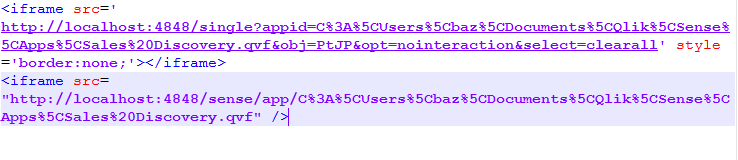 <iframe src='
http://localhost:4848/single?appid=C%3A%5CUsers%5Cbaz%5CDocuments%5CQlik%5CSense%
5CApps%5CSales%20Discovery.qvf&obj=PtJP&opt=nointeraction&select=clearall' style
='border:none;'></iframe>
<iframe src=
"http://localhost:4848/sense/app/C%3A%5CUsers%5Cbaz%5CDocuments%5CQlik%5CSense%5C
Apps%5CSales%20Discovery.qvf" />